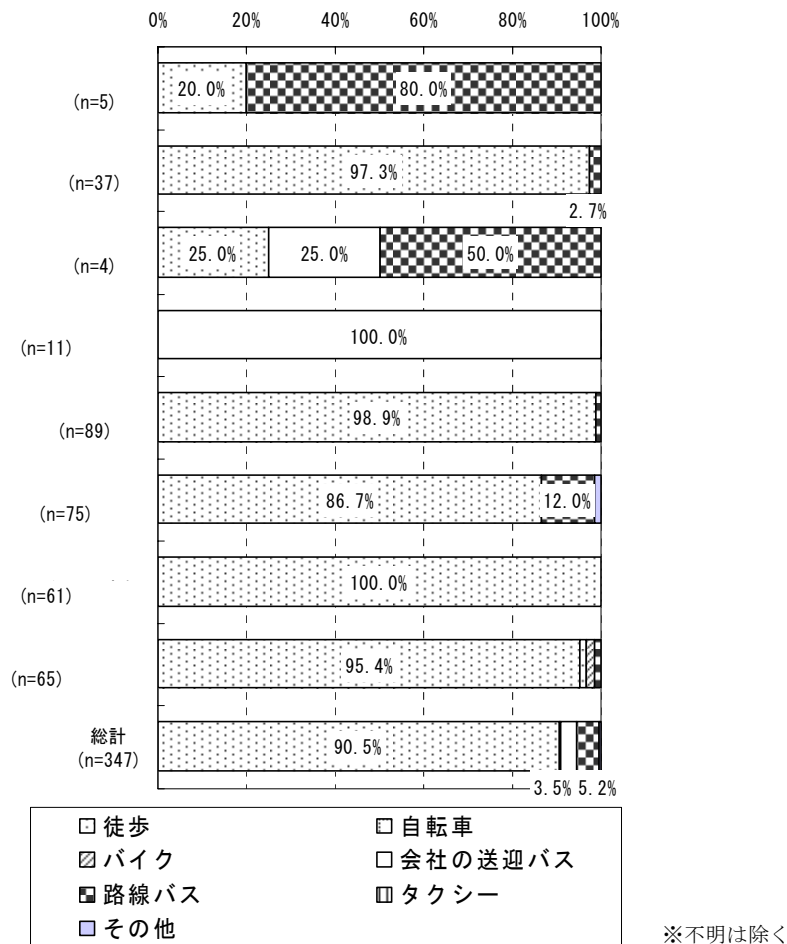 0% 20% 40% 60% 80% 100%
(n=5) 20.0% 80.0%
(n=37) 97.3%
2.7%
(n=4) 25.0% 25.0% 50.0%
(n=11) 100.0%
(n=89) 98.9%
(n=75) 86.7% 12.0%
(n=61) 100.0%
(n=65) 95.4%
総計
(n=347) 90.5%
3.5% 5.2%
徒歩 自転車
バイク 会社の送迎バス
路線バス タクシー
その他
※不明は除く